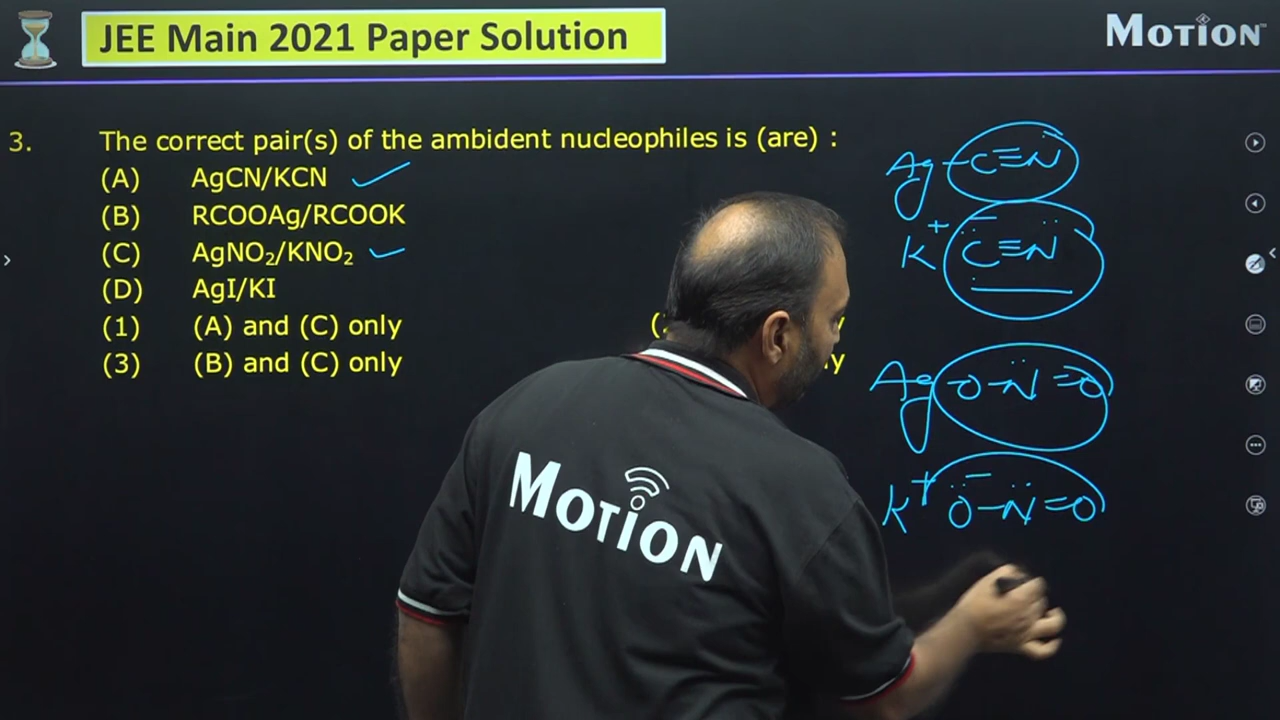 JEE Main 2021 Paper Solution
MOTION
3. The correct pair(s) of the ambident nucleophiles is (are) :
(A) AgCN/KCN
(B) RCOOAg/RCOOK
(C) AgNO₂/KNO₂
(D) AgI/KI
(1) (A) and (C) only
(3) (B) and (C) only
Ag–C≡N̈
K⁺ C̈⁻≡N̈
Ag–O–N̈=O
K⁺ Ö⁻–N̈=O
MOTION